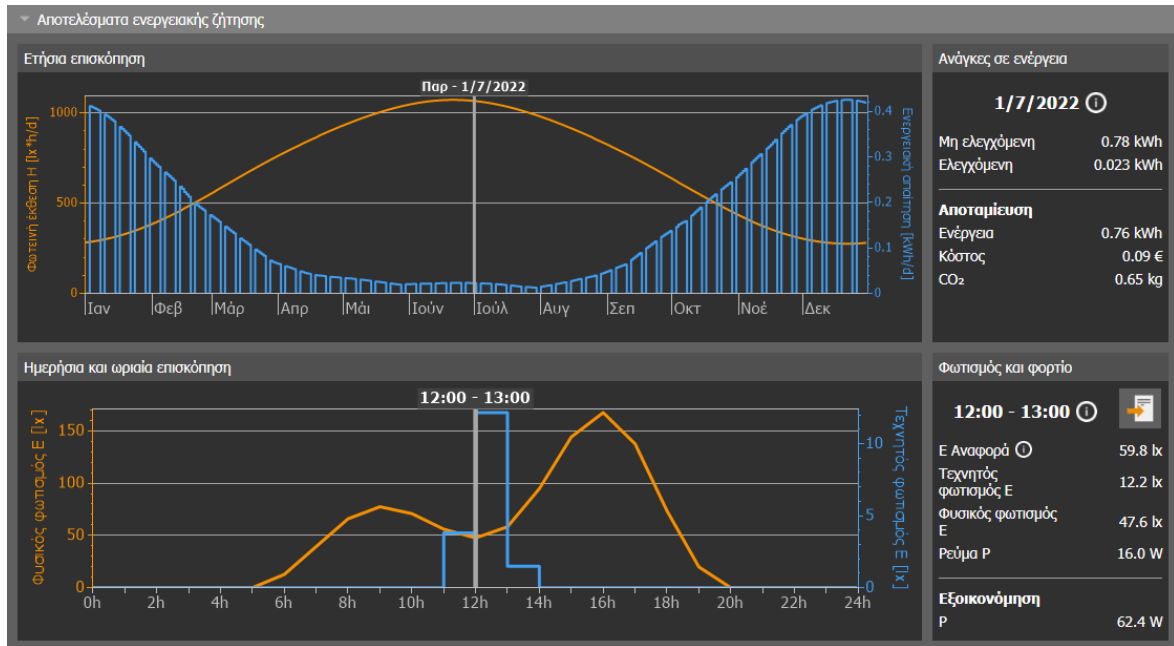 Αποτελέσματα ενεργειακής ζήτησης
Ετήσια επισκόπηση
Παρ - 1/7/2022
Φωτεινή έκθεση H [lx*h/d]
1000
500
0
Ενεργειακή απαίτηση [kWh/d]
0.4
0.3
0.2
0.1
0
Ιαν Φεβ Μάρ Απρ Μάι Ιούν Ιούλ Αυγ Σεπ Οκτ Νοέ Δεκ
Ανάγκες σε ενέργεια
1/7/2022
Μη ελεγχόμενη 0.78 kWh
Ελεγχόμενη 0.023 kWh
Αποταμίευση
Ενέργεια 0.76 kWh
Κόστος 0.09 €
CO₂ 0.65 kg
Ημερήσια και ωριαία επισκόπηση
12:00 - 13:00
Φυσικός φωτισμός E [lx]
150
100
50
0
Τεχνητός φωτισμός E [lx]
10
5
0
0h 2h 4h 6h 8h 10h 12h 14h 16h 18h 20h 22h 24h
Φωτισμός και φορτίο
12:00 - 13:00
E Αναφορά 59.8 lx
Τεχνητός
φωτισμός E 12.2 lx
Φυσικός φωτισμός
E 47.6 lx
Ρεύμα P 16.0 W
Εξοικονόμηση
P 62.4 W